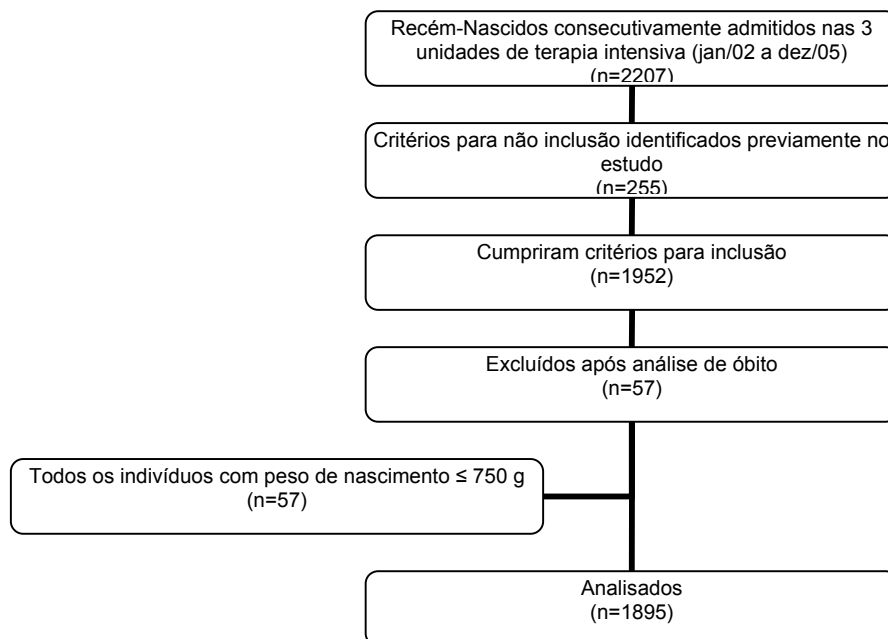 Recém-Nascidos consecutivamente admitidos nas 3
unidades de terapia intensiva (jan/02 a dez/05)
(n=2207)
Critérios para não inclusão identificados previamente no
estudo
(n=255)
Cumpriram critérios para inclusão
(n=1952)
Excluídos após análise de óbito
(n=57)
Todos os indivíduos com peso de nascimento ≤ 750 g
(n=57)
Analisados
(n=1895)